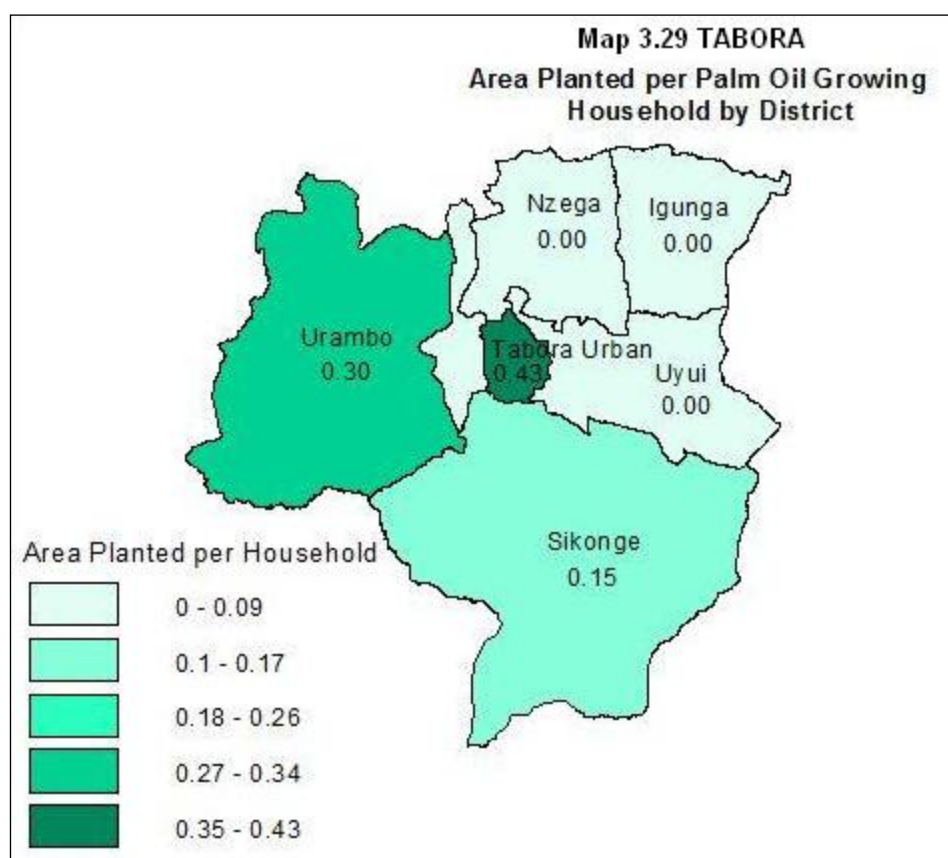 Map 3.29 TABORA
Area Planted per Palm Oil Growing
Household by District
Nzega
0.00
Igunga
0.00
Urambo
0.30
Tabora Urban
0.43
Uyui
0.00
Sikonge
0.15
Area Planted per Household
0 - 0.09
0.1 - 0.17
0.18 - 0.26
0.27 - 0.34
0.35 - 0.43